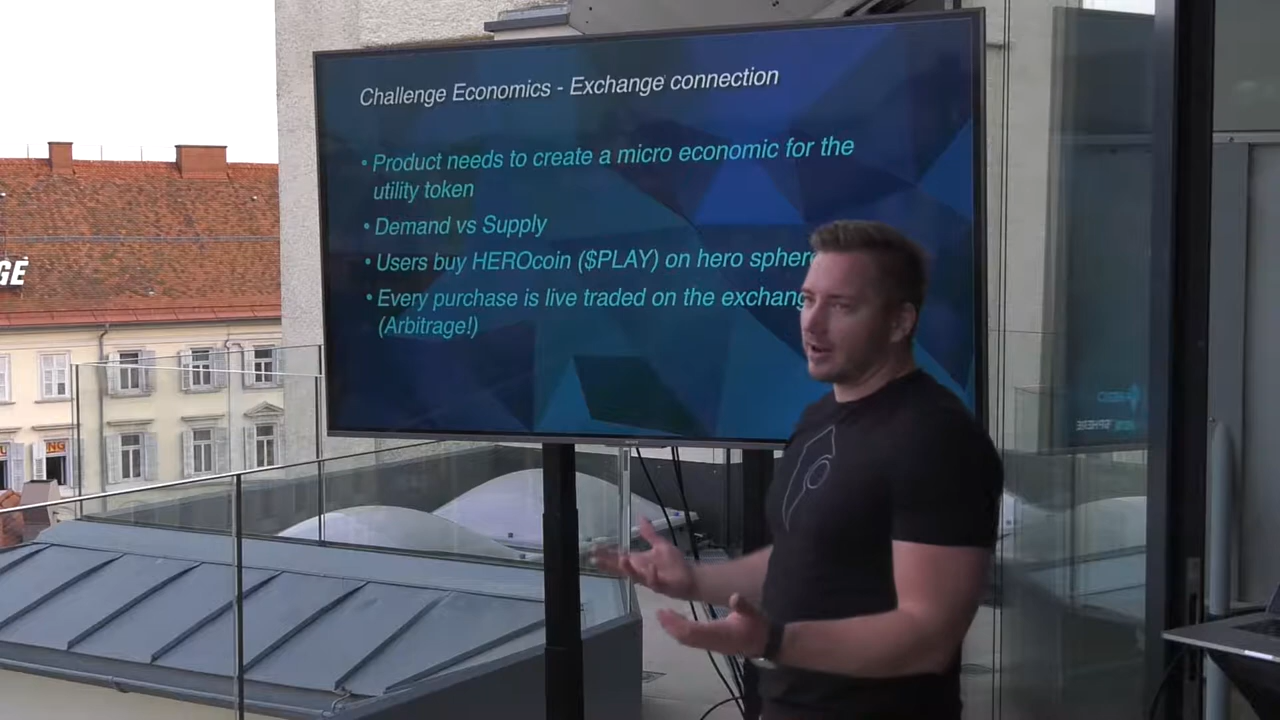 Challenge Economics - Exchange connection
• Product needs to create a micro economic for the
utility token
• Demand vs Supply
• Users buy HEROcoin ($PLAY) on hero sphere
• Every purchase is live traded on the exchang
(Arbitrage!)
GE